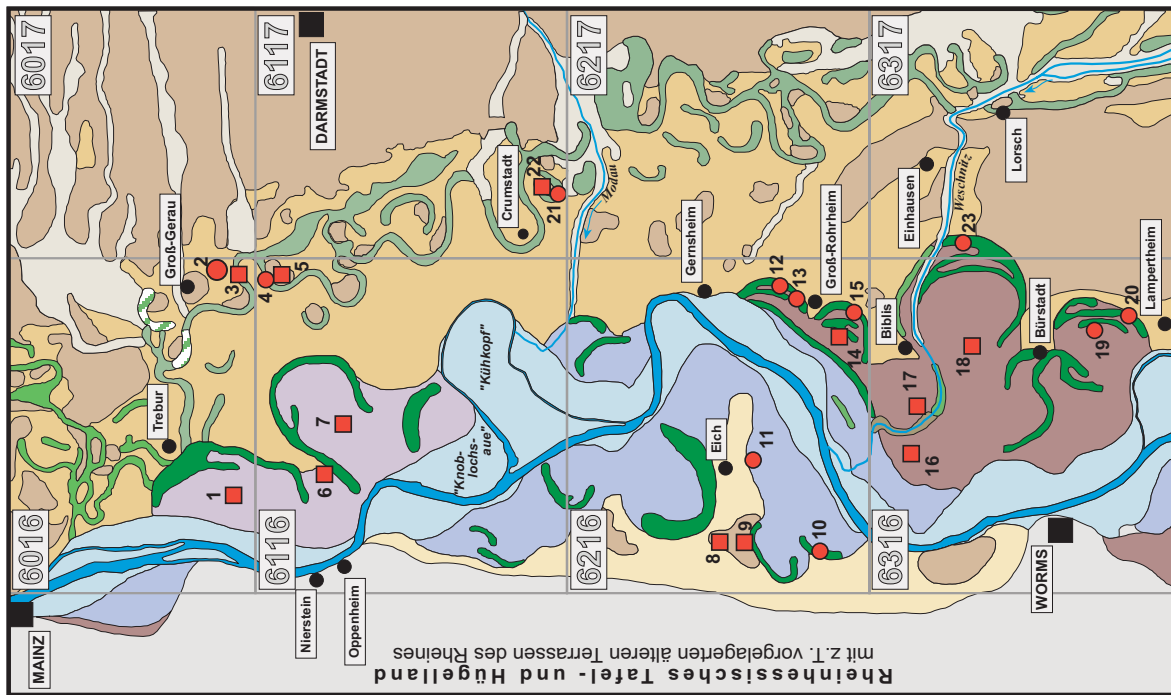 6017
6117
6217
6317
DARMSTADT
Groß-Gerau
2
3
4
5
Crumstadt
22
21
Modau
Gernsheim
12
13
Groß-Rohrheim
15
14
Einhausen
Weschnitz
Lorsch
23
Biblis
Bürstadt
Lampertheim
20
19
18
17
16
Trebur
1
7
6
"Kühkopf"
"Knob-
lochs-
aue"
Eich
11
8
9
10
6016
6116
6216
6316
MAINZ
Nierstein
Oppenheim
WORMS
Rheinhessisches Tafel- und Hügelland
mit z.T. vorgelagerten älteren Terrassen des Rheines